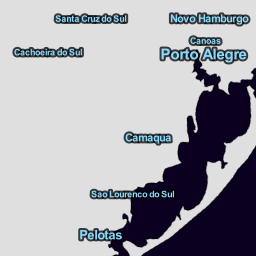 Santa Cruz do Sul
Novo Hamburgo
Canoas
Cachoeira do Sul
Porto Alegre
Camaqua
Sao Lourenco do Sul
Pelotas